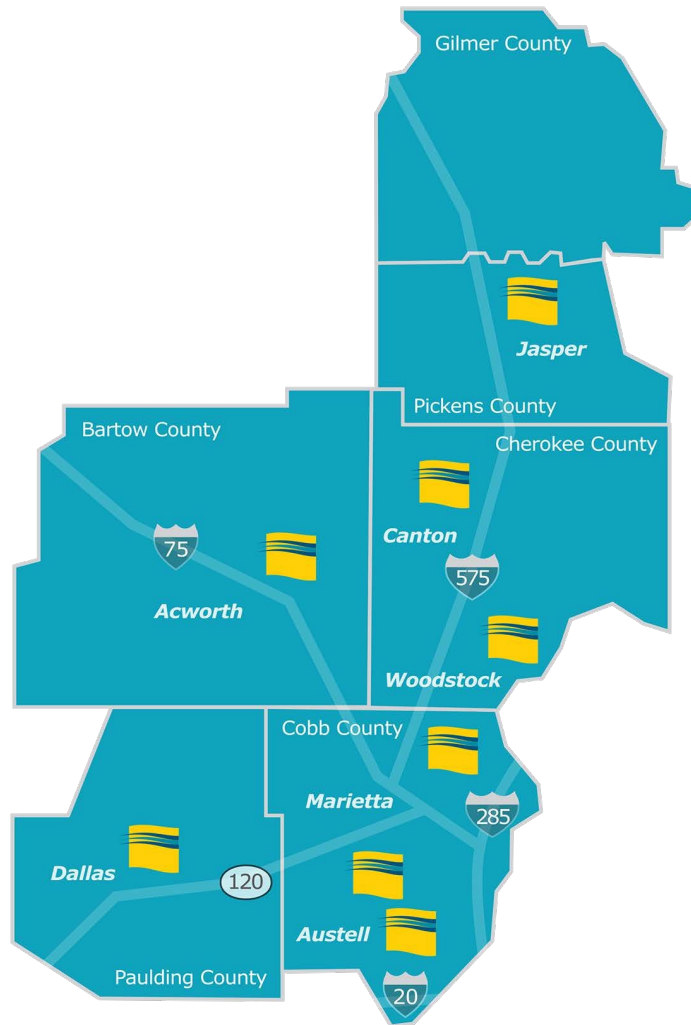 Gilmer County
Jasper
Pickens County
Bartow County
Cherokee County
Canton
75
575
Acworth
Woodstock
Cobb County
Marietta
285
Dallas
120
Austell
Paulding County
20